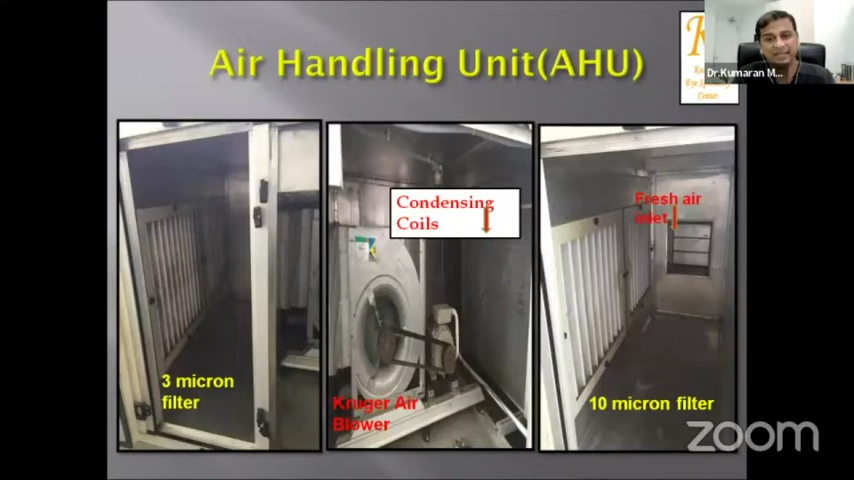 Air Handling Unit(AHU)
Dr.Kumaran M...
Center
Condensing
Coils
Fresh air
inlet
3 micron
filter
Kruger Air
Blower
10 micron filter
zoom